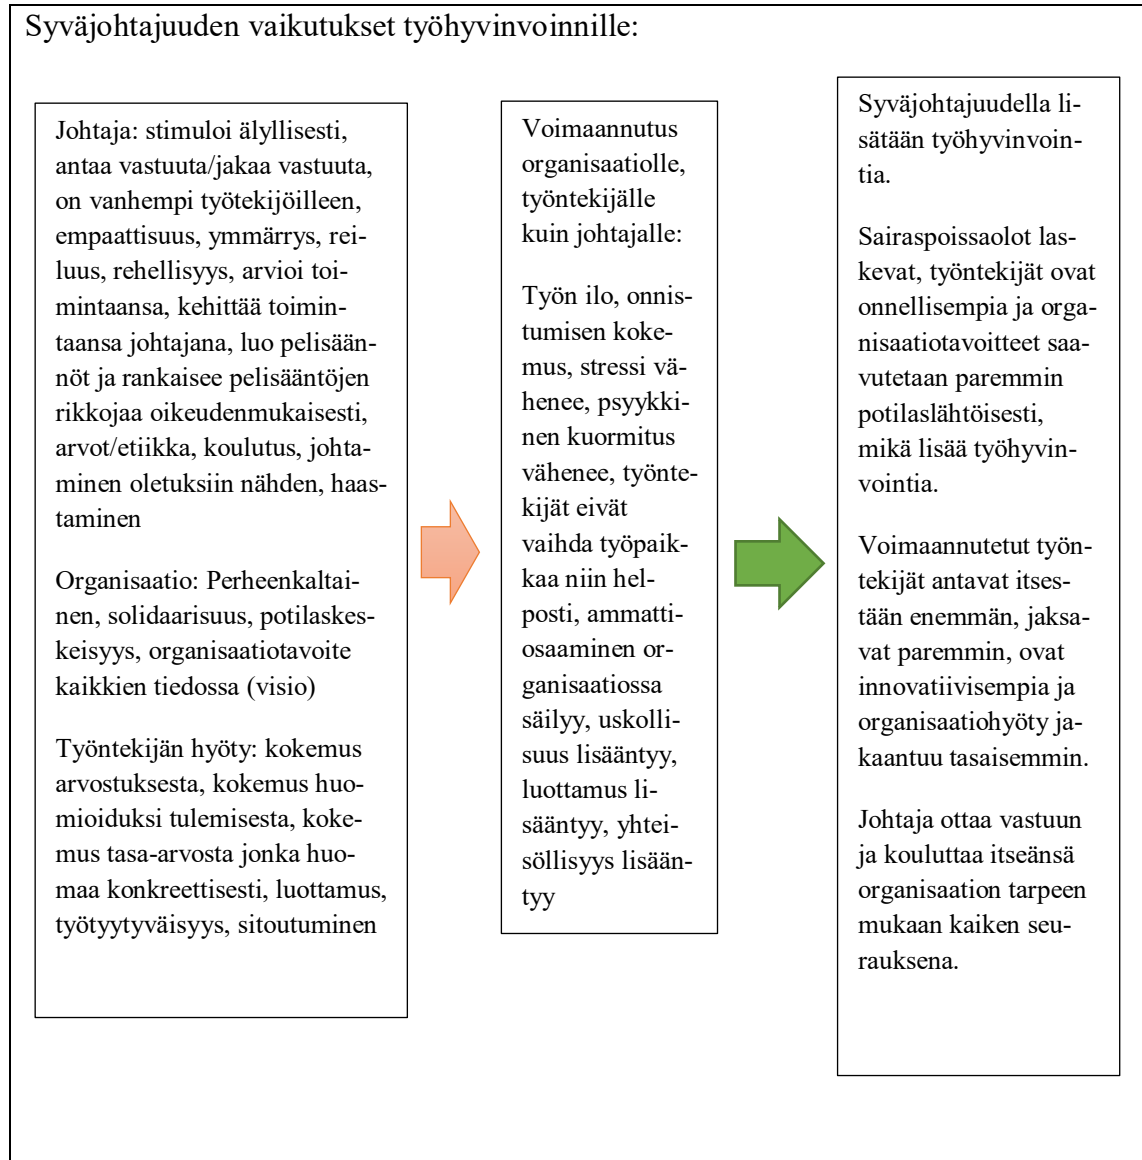 Syväjohtajuuden vaikutukset työhyvinvoinnille:
Johtaja: stimuloi älyllisesti,
antaa vastuuta/jakaa vastuuta,
on vanhempi työtekijöilleen,
empaattisuus, ymmärrys, rei-
luus, rehellisyys, arvioi toi-
mintaansa, kehittää toimin-
taansa johtajana, luo pelisään-
nöt ja rankaisee pelisääntöjen
rikkojaa oikeudenmukaisesti,
arvot/etiikka, koulutus, johta-
minen oletuksiin nähden, haas-
taminen
Organisaatio: Perheenkaltai-
nen, solidaarisuus, potilaskes-
keisyys, organisaatiotavoite
kaikkien tiedossa (visio)
Työntekijän hyöty: kokemus
arvostuksesta, kokemus huo-
mioiduksi tulemisesta, koke-
mus tasa-arvosta jonka huo-
maa konkreettisesti, luottamus,
työtyytyväisyys, sitoutuminen
Voimaannutus
organisaatiolle,
työntekijälle
kuin johtajalle:
Työn ilo, onnis-
tumisen koke-
mus, stressi vä-
henee, psyykki-
nen kuormitus
vähenee, työnte-
kijät eivät
vaihda työpaik-
kaa niin hel-
posti, ammatti-
osaaminen or-
ganisaatiossa
säilyy, uskolli-
suus lisääntyy,
luottamus li-
sääntyy, yhtei-
söllisyys lisään-
tyy
Syväjohtajuudella li-
sätään työhyvinvoin-
tia.
Sairaspoissaolot las-
kevat, työntekijät ovat
onnellisempia ja orga-
nisaatiotavoitteet saa-
vutetaan paremmin
potilaslähtöisesti,
mikä lisää työhyvin-
vointia.
Voimaannutetut työn-
tekijät antavat itses-
tään enemmän, jaksa-
vat paremmin, ovat
innovatiivisempia ja
organisaatiohyöty ja-
kaantuu tasaisemmin.
Johtaja ottaa vastuun
ja kouluttaa itseänsä
organisaation tarpeen
mukaan kaiken seu-
rauksena.